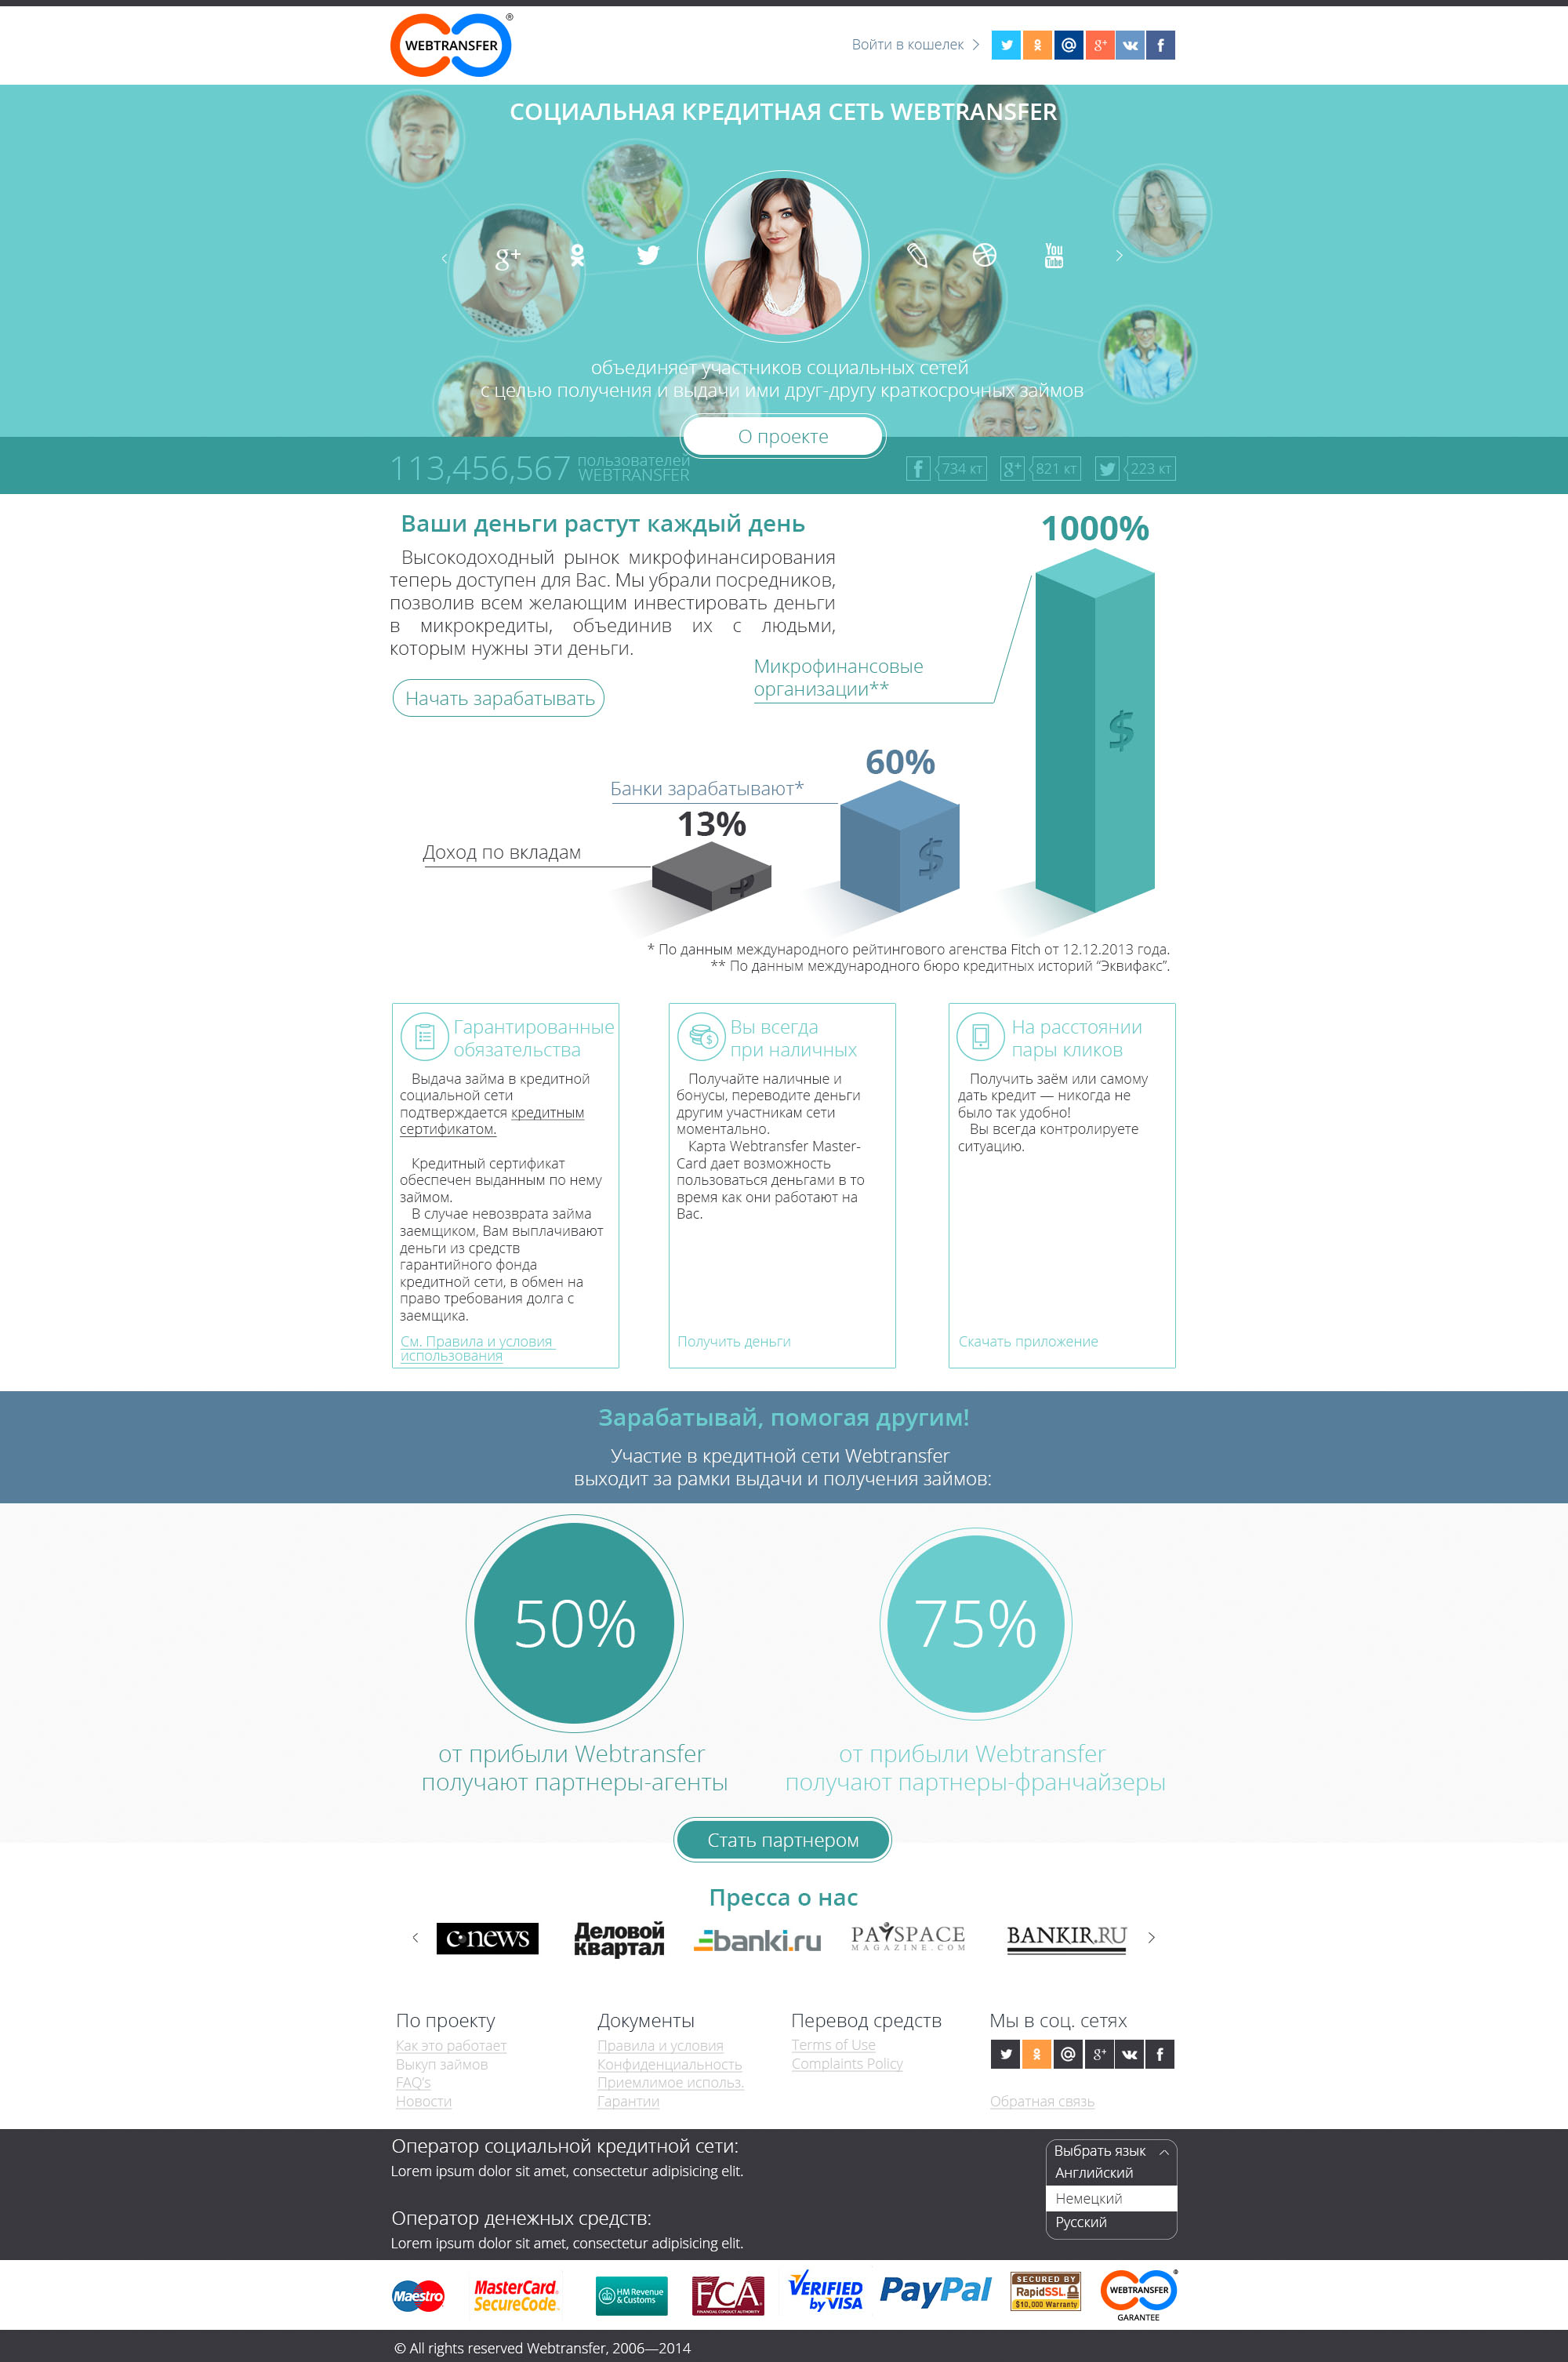 WEBTRANSFER ®
Войти в кошелек
СОЦИАЛЬНАЯ КРЕДИТНАЯ СЕТЬ WEBTRANSFER
You
Tube
объединяет участников социальных сетей
с целью получения и выдачи ими друг-другу краткосрочных займов
О проекте
113,456,567 пользователей
WEBTRANSFER
734 кт
821 кт
223 кт
Ваши деньги растут каждый день
Высокодоходный рынок микрофинансирования
теперь доступен для Вас. Мы убрали посредников,
позволив всем желающим инвестировать деньги
в микрокредиты, объединив их с людьми,
которым нужны эти деньги.
Начать зарабатывать
1000%
Микрофинансовые
организации**
60%
Банки зарабатывают*
13%
Доход по вкладам
* По данным международного рейтингового агенства Fitch от 12.12.2013 года.
** По данным международного бюро кредитных историй “Эквифакс”.
Гарантированные
обязательства
Выдача займа в кредитной
социальной сети
подтверждается кредитным
сертификатом.
Кредитный сертификат
обеспечен выданным по нему
займом.
В случае невозврата займа
заемщиком, Вам выплачивают
деньги из средств
гарантийного фонда
кредитной сети, в обмен на
право требования долга с
заемщика.
См. Правила и условия
использования
Вы всегда
при наличных
Получайте наличные и
бонусы, переводите деньги
другим участникам сети
моментально.
Карта Webtransfer Master-
Card дает возможность
пользоваться деньгами в то
время как они работают на
Вас.
Получить деньги
На расстоянии
пары кликов
Получить заём или самому
дать кредит — никогда не
было так удобно!
Вы всегда контролируете
ситуацию.
Скачать приложение
Зарабатывай, помогая другим!
Участие в кредитной сети Webtransfer
выходит за рамки выдачи и получения займов:
50%
от прибыли Webtransfer
получают партнеры-агенты
75%
от прибыли Webtransfer
получают партнеры-франчайзеры
Стать партнером
Пресса о нас
cnews
Деловой
квартал
banki.ru
PAYSPACE
MAGAZINE.COM
BANKIR.RU
По проекту
Как это работает
Выкуп займов
FAQ's
Новости
Документы
Правила и условия
Конфиденциальность
Приемлимое использ.
Гарантии
Перевод средств
Terms of Use
Complaints Policy
Мы в соц. сетях
Обратная связь
Оператор социальной кредитной сети:
Lorem ipsum dolor sit amet, consectetur adipisicing elit.
Оператор денежных средств:
Lorem ipsum dolor sit amet, consectetur adipisicing elit.
Выбрать язык
Английский
Немецкий
Русский
Maestro
MasterCard.
SecureCode.
HM Revenue
& Customs
FCA
FINANCIAL CONDUCT AUTHORITY
VERIFIED
by VISA
PayPal
SECURED BY
RapidSSL
$10,000 Warranty
WEBTRANSFER ®
GARANTEE
© All rights reserved Webtransfer, 2006—2014